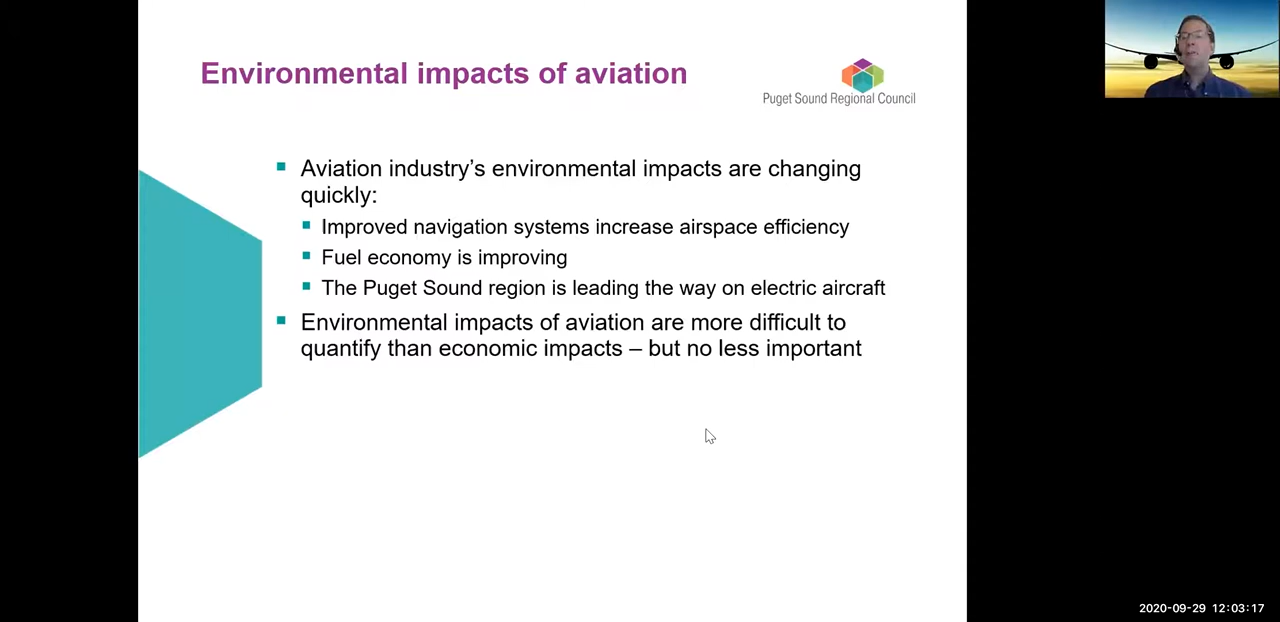 Environmental impacts of aviation
Puget Sound Regional Council
Aviation industry’s environmental impacts are changing
quickly:
Improved navigation systems increase airspace efficiency
Fuel economy is improving
The Puget Sound region is leading the way on electric aircraft
Environmental impacts of aviation are more difficult to
quantify than economic impacts – but no less important
2020-09-29 12:03:17